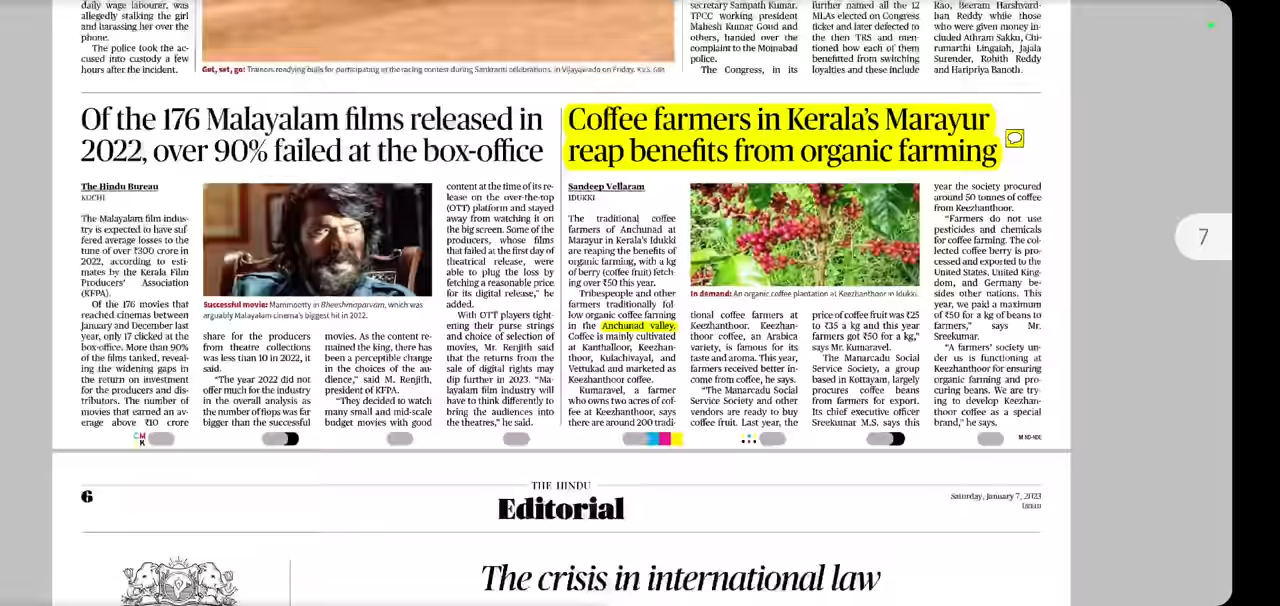 daily wage labourer, was
allegedly stalking the girl
and harassing her over the
phone.
The police took the ac-
cused into custody a few
hours after the incident.
Get, set, go: Trainers readying bulls for participating in the racing contest during Sankranti celebrations, in Vijayawada on Friday.
secretary Sampath Kumar,
TPCC working president
Mahesh Kumar Goud and
others, handed over the
complaint to the Moinabad
police.
The Congress, in its
further named all the 12
MLAs elected on Congress
ticket and later defected to
the then TRS and men-
tioned how each of them
benefitted from switching
loyalties and these include
Rao, Beeram Harshvard-
han Reddy while those
who were given money in-
cluded Athram Sakku, Chi-
rumarthi Lingaiah, Jajala
Surender, Rohith Reddy
and Haripriya Banoth.
Of the 176 Malayalam films released in
2022, over 90% failed at the box-office
The Hindu Bureau
KOCHI
The Malayalam film indus-
try is expected to have suf-
fered average losses to the
tune of over ₹300 crore in
2022, according to esti-
mates by the Kerala Film
Producers' Association
(KFPA).
Of the 176 movies that
reached cinemas between
January and December last
year, only 17 clicked at the
box-office. More than 90%
of the films tanked, reveal-
ing the widening gaps in
the return on investment
for the producers and dis-
tributors. The number of
movies that earned an av-
erage above ₹10 crore
Successful movie: Mammootty in Bheeshmaparvam, which was
arguably Malayalam cinema's biggest hit in 2022.
share for the producers
from theatre collections
was less than 10 in 2022, it
said.
"The year 2022 did not
offer much for the industry
in the overall analysis as
the number of flops was far
bigger than the successful
movies. As the content re-
mained the king, there has
been a perceptible change
in the choices of the au-
dience," said M. Renjith,
president of KFPA.
"They decided to watch
many small and mid-scale
budget movies with good
content at the time of its re-
lease on the over-the-top
(OTT) platform and stayed
away from watching it on
the big screen. Some of the
producers, whose films
that failed at the first day of
theatrical release, were
able to plug the loss by
fetching a reasonable price
for its digital release," he
added.
With OTT players tight-
ening their purse strings
and choice of selection of
movies, Mr. Renjith said
that the returns from the
sale of digital rights may
dip further in 2023. "Ma-
layalam film industry will
have to think differently to
bring the audiences into
the theatres," he said.
Coffee farmers in Kerala's Marayur
reap benefits from organic farming
Sandeep Vellaram
IDUKKI
The traditional coffee
farmers of Anchunad at
Marayur in Kerala's Idukki
are reaping the benefits of
organic farming, with a kg
of berry (coffee fruit) fetch-
ing over ₹50 this year.
Tribespeople and other
farmers traditionally fol-
low organic coffee farming
in the Anchunad valley.
Coffee is mainly cultivated
at Kanthalloor, Keezhan-
thoor, Kulachivayal, and
Vettukad and marketed as
Keezhanthoor coffee.
Kumaravel, a farmer
who owns two acres of cof-
fee at Keezhanthoor, says
there are around 200 tradi-
In demand: An organic coffee plantation at Keezhanthoor in Idukki.
tional coffee farmers at
Keezhanthoor. Keezhan-
thoor coffee, an Arabica
variety, is famous for its
taste and aroma. This year,
farmers received better in-
come from coffee, he says.
"The Manarcadu Social
Service Society and other
vendors are ready to buy
coffee fruit. Last year, the
price of coffee fruit was ₹25
to ₹35 a kg and this year
farmers got ₹50 for a kg,"
says Mr. Kumaravel.
The Manarcadu Social
Service Society, a group
based in Kottayam, largely
procures coffee beans
from farmers for export.
Its chief executive officer
Sreekumar M.S. says this
year the society procured
around 50 tonnes of coffee
from Keezhanthoor.
"Farmers do not use
pesticides and chemicals
for coffee farming. The col-
lected coffee berry is pro-
cessed and exported to the
United States, United King-
dom, and Germany be-
sides other nations. This
year, we paid a maximum
of ₹50 for a kg of beans to
farmers," says Mr.
Sreekumar.
"A farmers' society un-
der us is functioning at
Keezhanthoor for ensuring
organic farming and pro-
curing beans. We are try-
ing to develop Keezhan-
thoor coffee as a special
brand," he says.
C M
K
M ND-NDE
7
6
THE HINDU
Editorial
Saturday, January 7, 2023
The crisis in international law